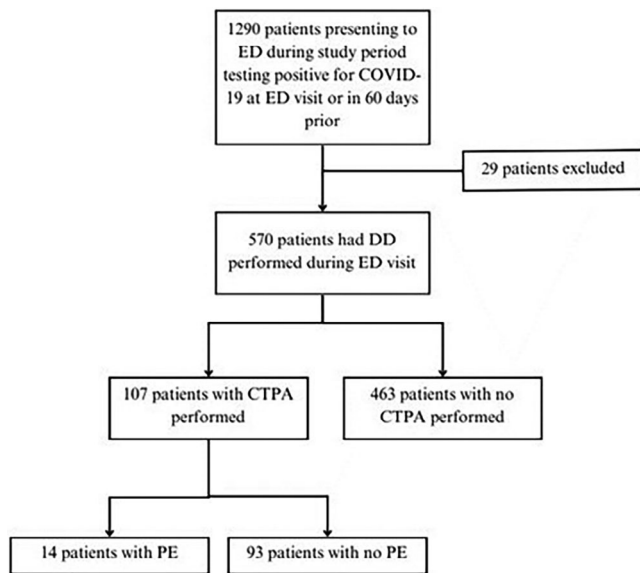 1290 patients presenting to
ED during study period
testing positive for COVID-
19 at ED visit or in 60 days
prior
29 patients excluded
570 patients had DD
performed during ED visit
107 patients with CTPA
performed
463 patients with no
CTPA performed
14 patients with PE
93 patients with no PE